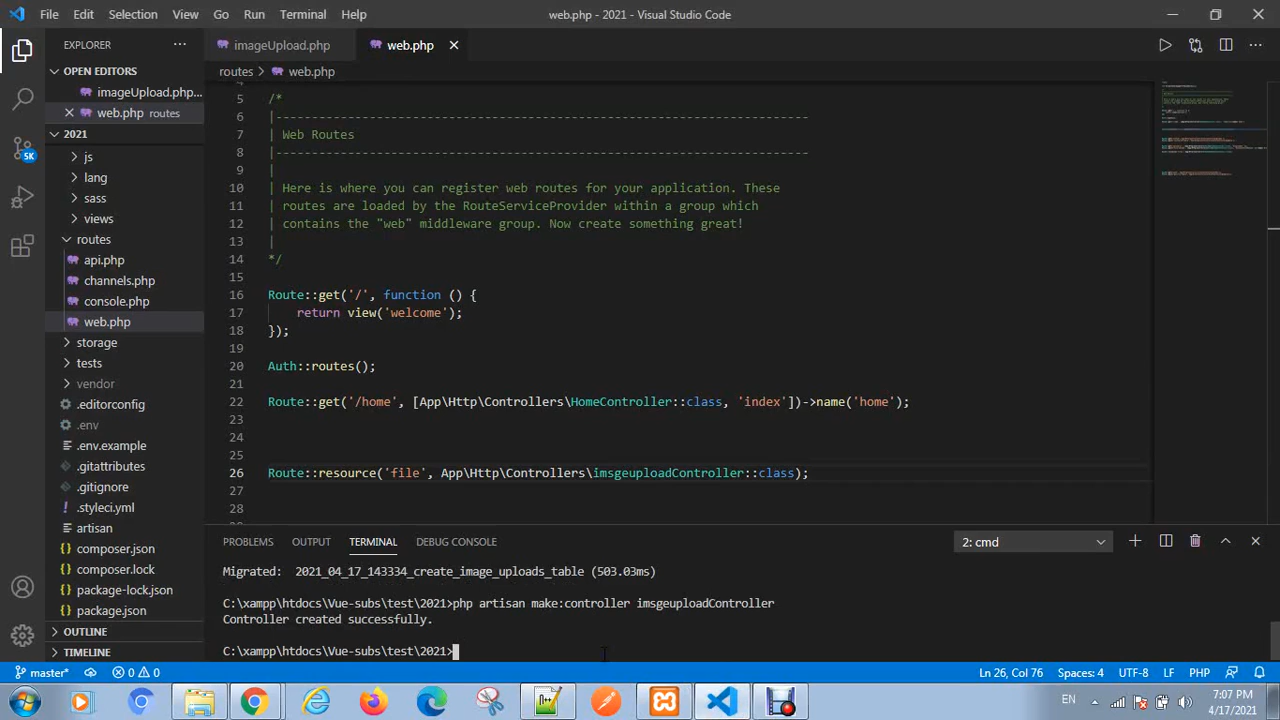 File Edit Selection View Go Run Terminal Help
web.php - 2021 - Visual Studio Code
EXPLORER
OPEN EDITORS
imageUpload.php...
web.php routes
2021
js
lang
sass
views
routes
api.php
channels.php
console.php
web.php
storage
tests
vendor
.editorconfig
.env
.env.example
.gitattributes
.gitignore
.styleci.yml
artisan
composer.json
composer.lock
package-lock.json
package.json
OUTLINE
TIMELINE
SK
imageUpload.php web.php
routes > web.php
5 /*
6 |--------------------------------------------------------------------------
7 | Web Routes
8 |--------------------------------------------------------------------------
9 |
10 | Here is where you can register web routes for your application. These
11 | routes are loaded by the RouteServiceProvider within a group which
12 | contains the "web" middleware group. Now create something great!
13 |
14 */
15
16 Route::get('/', function () {
17 return view('welcome');
18 });
19
20 Auth::routes();
21
22 Route::get('/home', [App\Http\Controllers\HomeController::class, 'index'])->name('home');
23
24
25
26 Route::resource('file', App\Http\Controllers\imsgeuploadController::class);
27
28
PROBLEMS OUTPUT TERMINAL DEBUG CONSOLE 2: cmd
Migrated: 2021_04_17_143334_create_image_uploads_table (503.03ms)
C:\xampp\htdocs\Vue-subs\test\2021>php artisan make:controller imsgeuploadController
Controller created successfully.
C:\xampp\htdocs\Vue-subs\test\2021>
master* 0 0 Ln 26, Col 76 Spaces: 4 UTF-8 LF PHP
EN 7:07 PM
4/17/2021